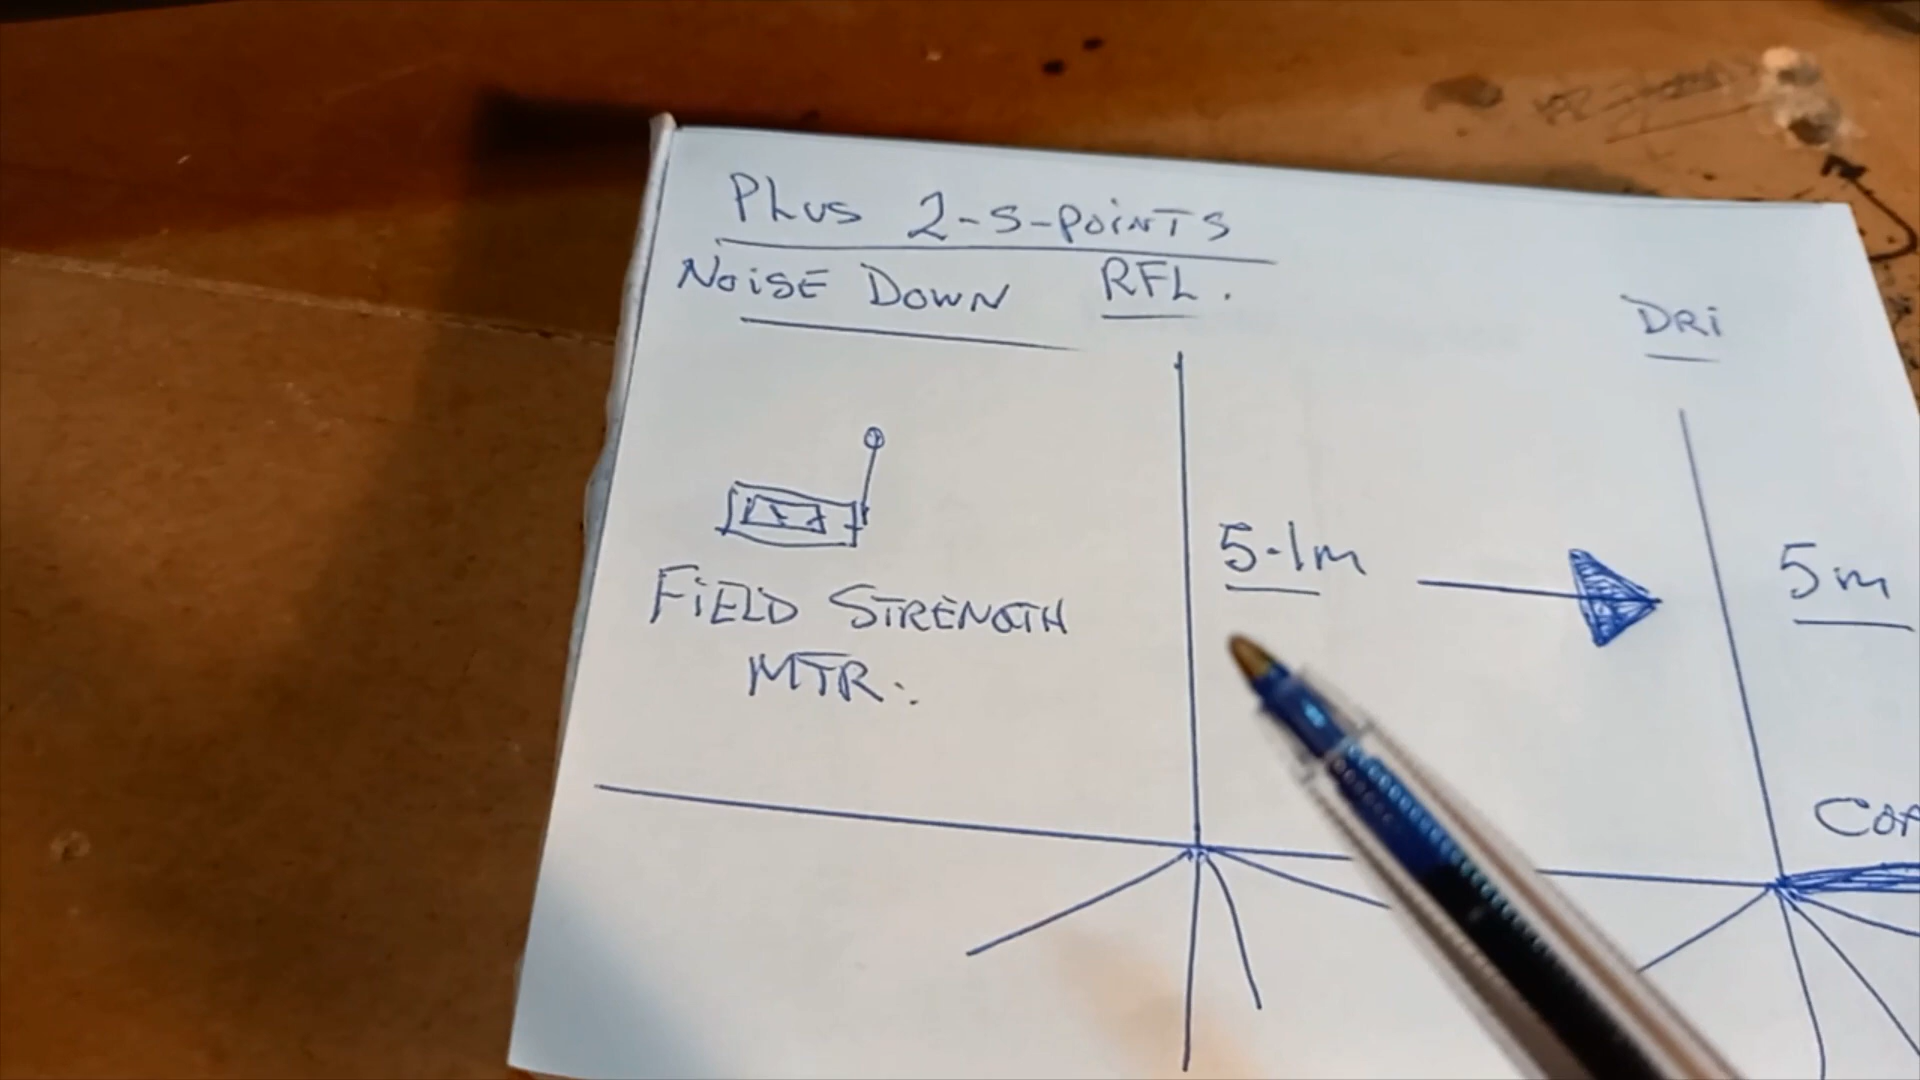 PLUS 2-S-POINTS
NOISE DOWN RFL.
DRI
5.1m
5m
FIELD STRENGTH
MTR: